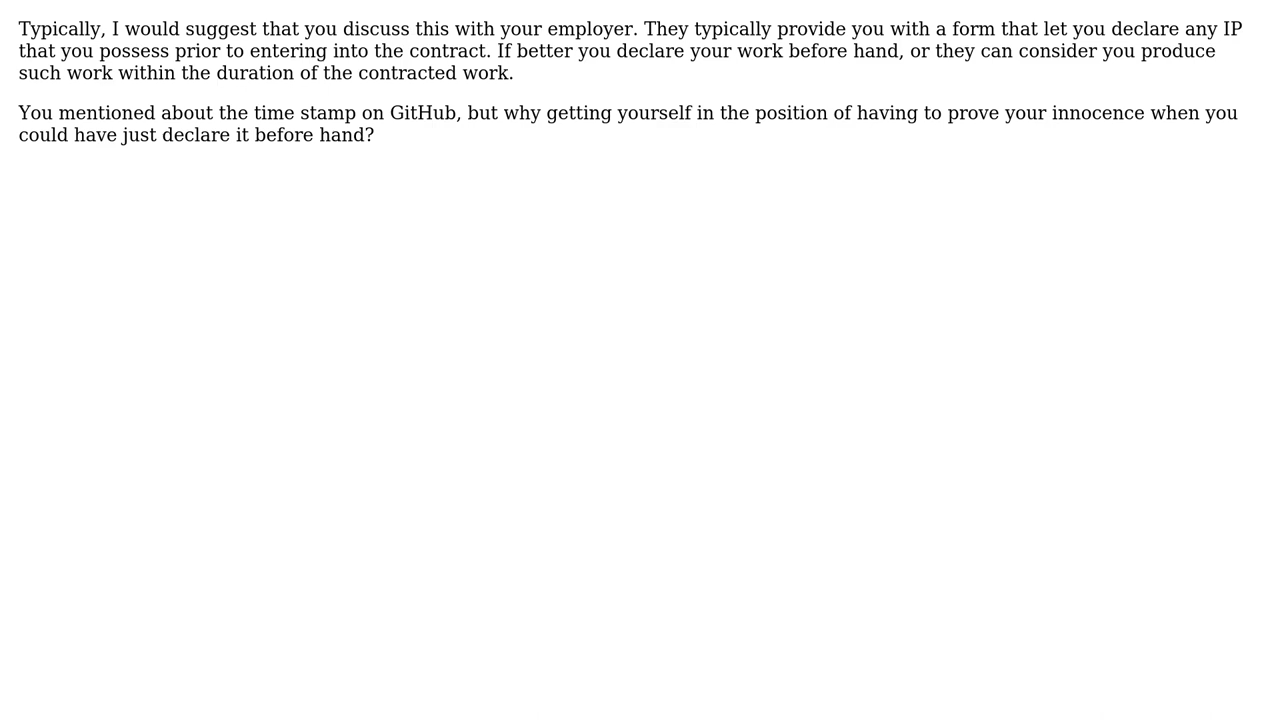 Typically, I would suggest that you discuss this with your employer. They typically provide you with a form that let you declare any IP
that you possess prior to entering into the contract. If better you declare your work before hand, or they can consider you produce
such work within the duration of the contracted work.
You mentioned about the time stamp on GitHub, but why getting yourself in the position of having to prove your innocence when you
could have just declare it before hand?